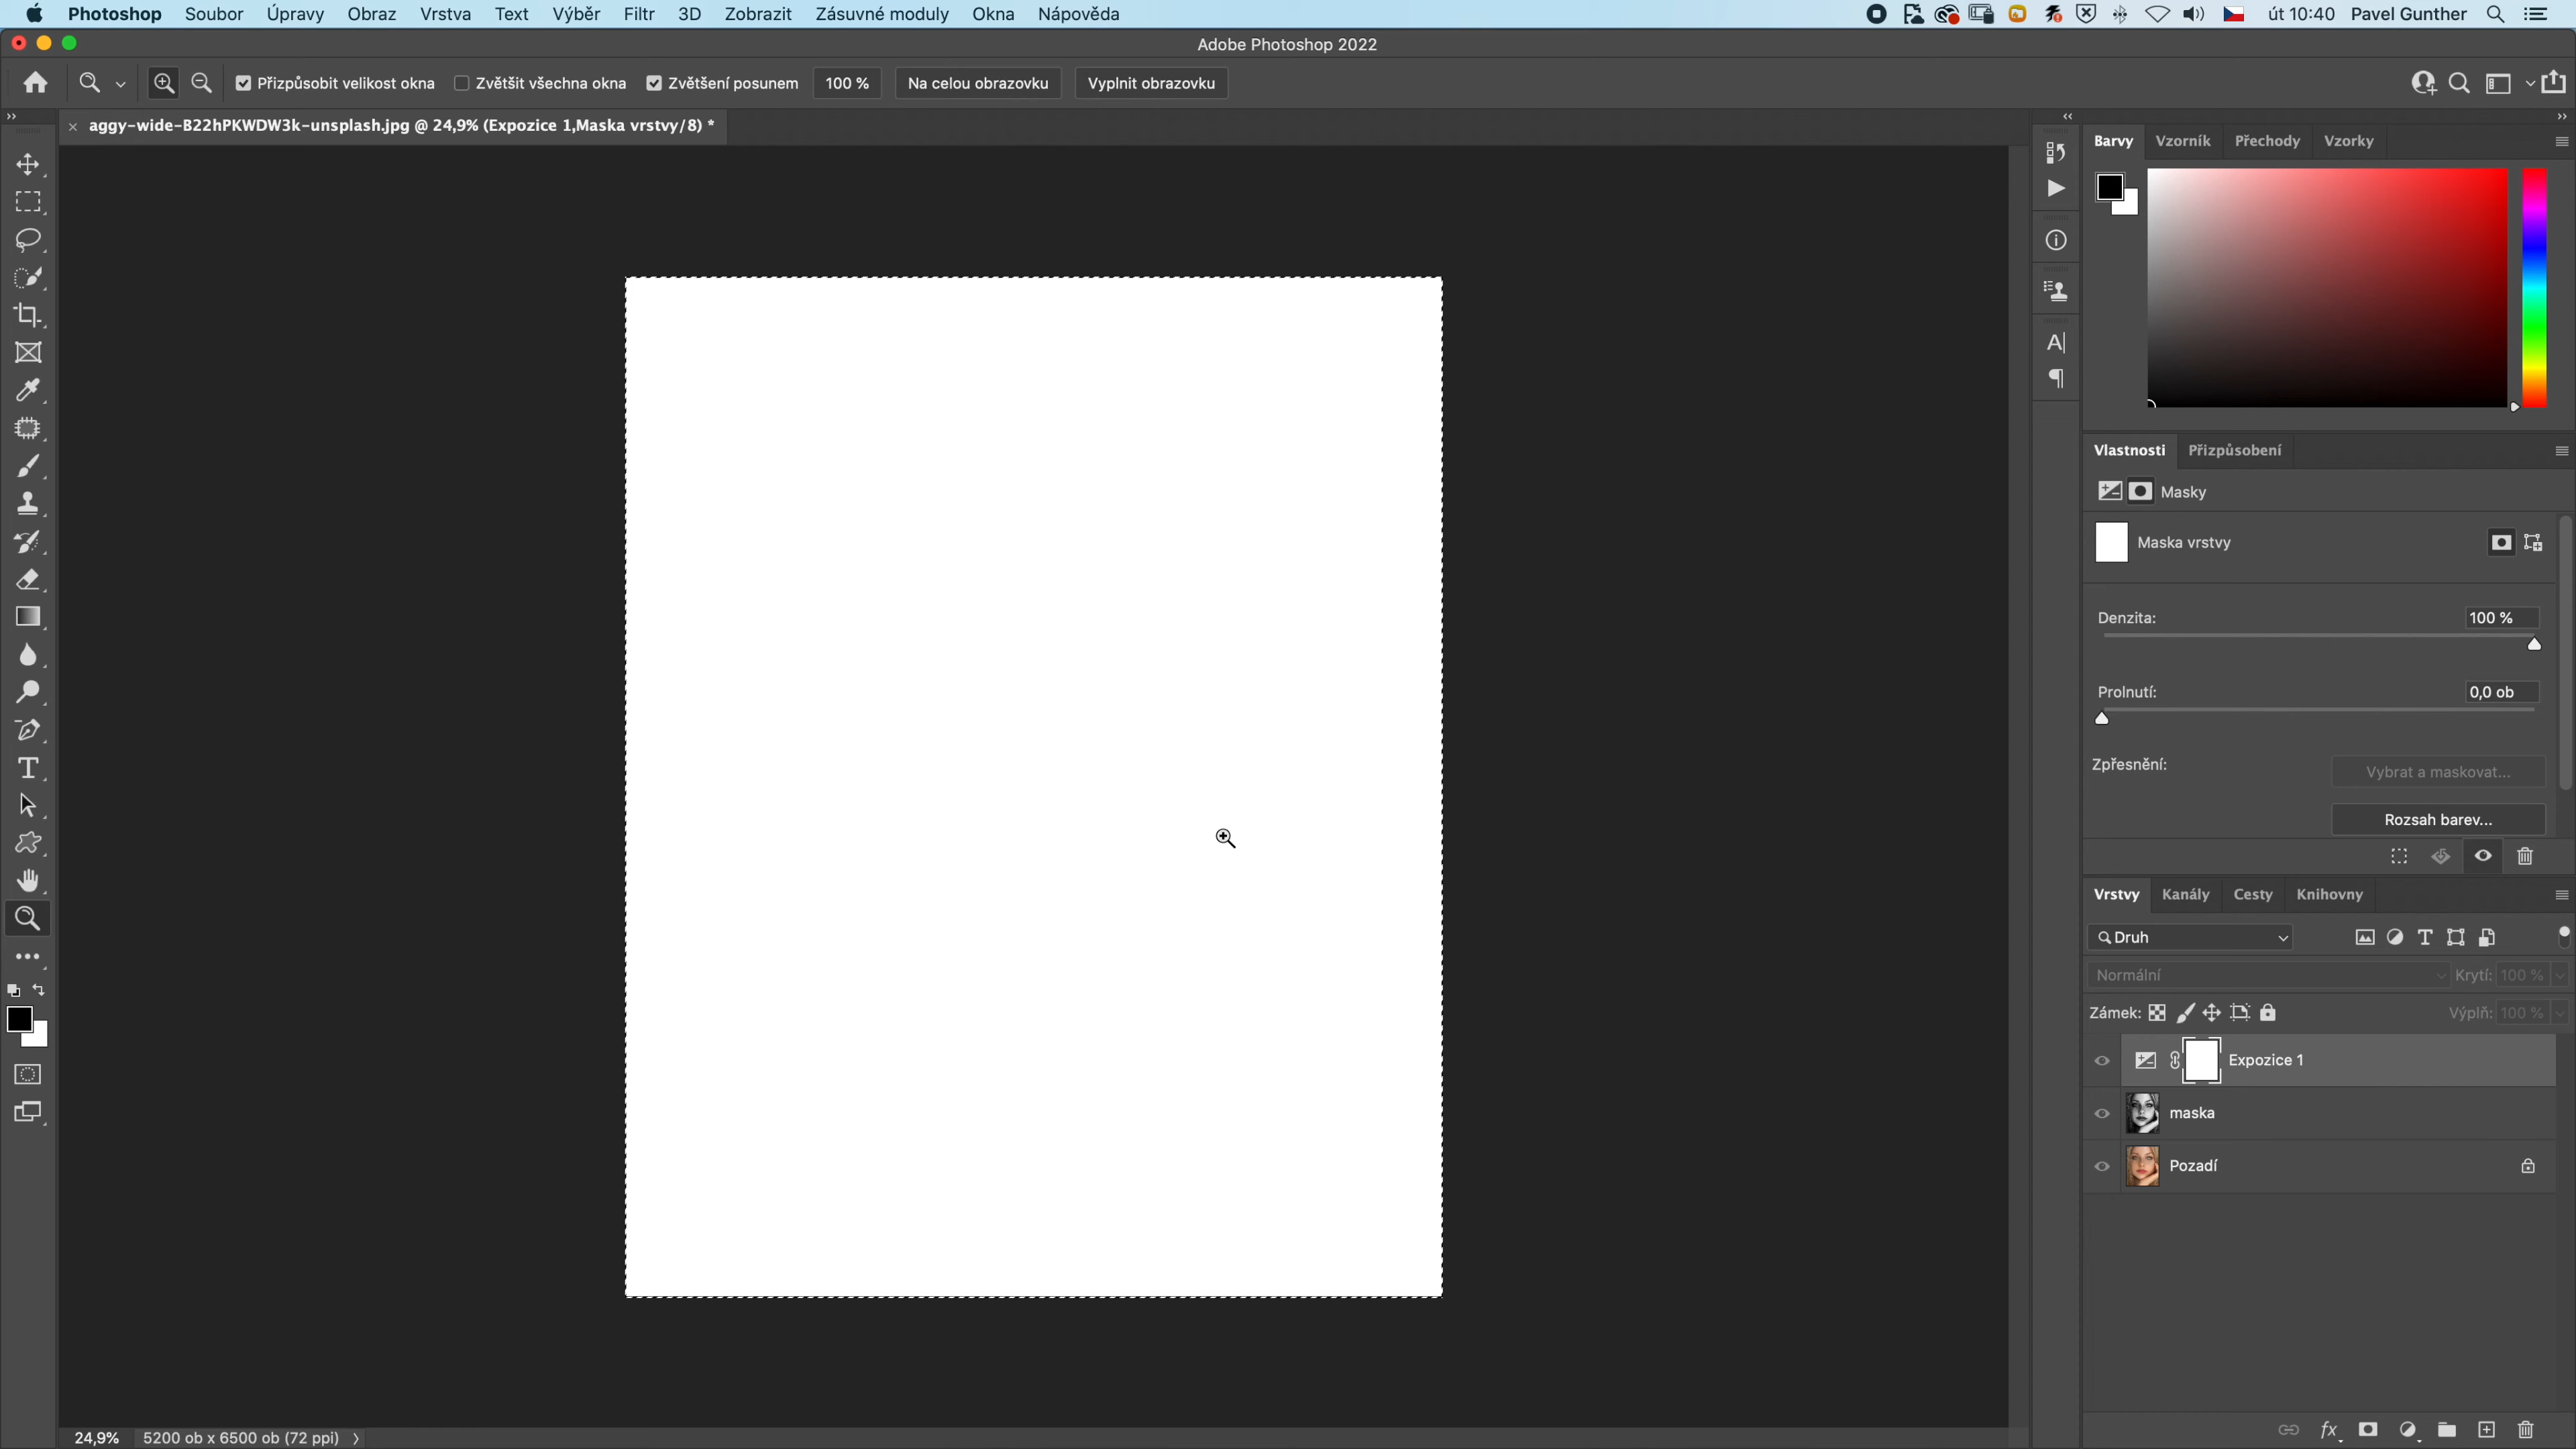 Photoshop Soubor Úpravy Obraz Vrstva Text Výběr Filtr 3D Zobrazit Zásuvné moduly Okna Nápověda út 10:40 Pavel Gunther
Adobe Photoshop 2022
Přizpůsobit velikost okna Zvětšit všechna okna Zvětšení posunem 100 % Na celou obrazovku Vyplnit obrazovku
aggy-wide-B22hPKWDW3k-unsplash.jpg @ 24,9% (Expozice 1,Maska vrstvy/8) *
Barvy Vzorník Přechody Vzorky
Vlastnosti Přizpůsobení
Masky
Maska vrstvy
Denzita: 100 %
Prolnutí: 0,0 ob
Zpřesnění: Vybrat a maskovat...
Rozsah barev...
Vrstvy Kanály Cesty Knihovny
Druh
Normální Krytí: 100 %
Zámek: Výplň: 100 %
Expozice 1
maska
Pozadí
24,9% 5200 ob x 6500 ob (72 ppi)